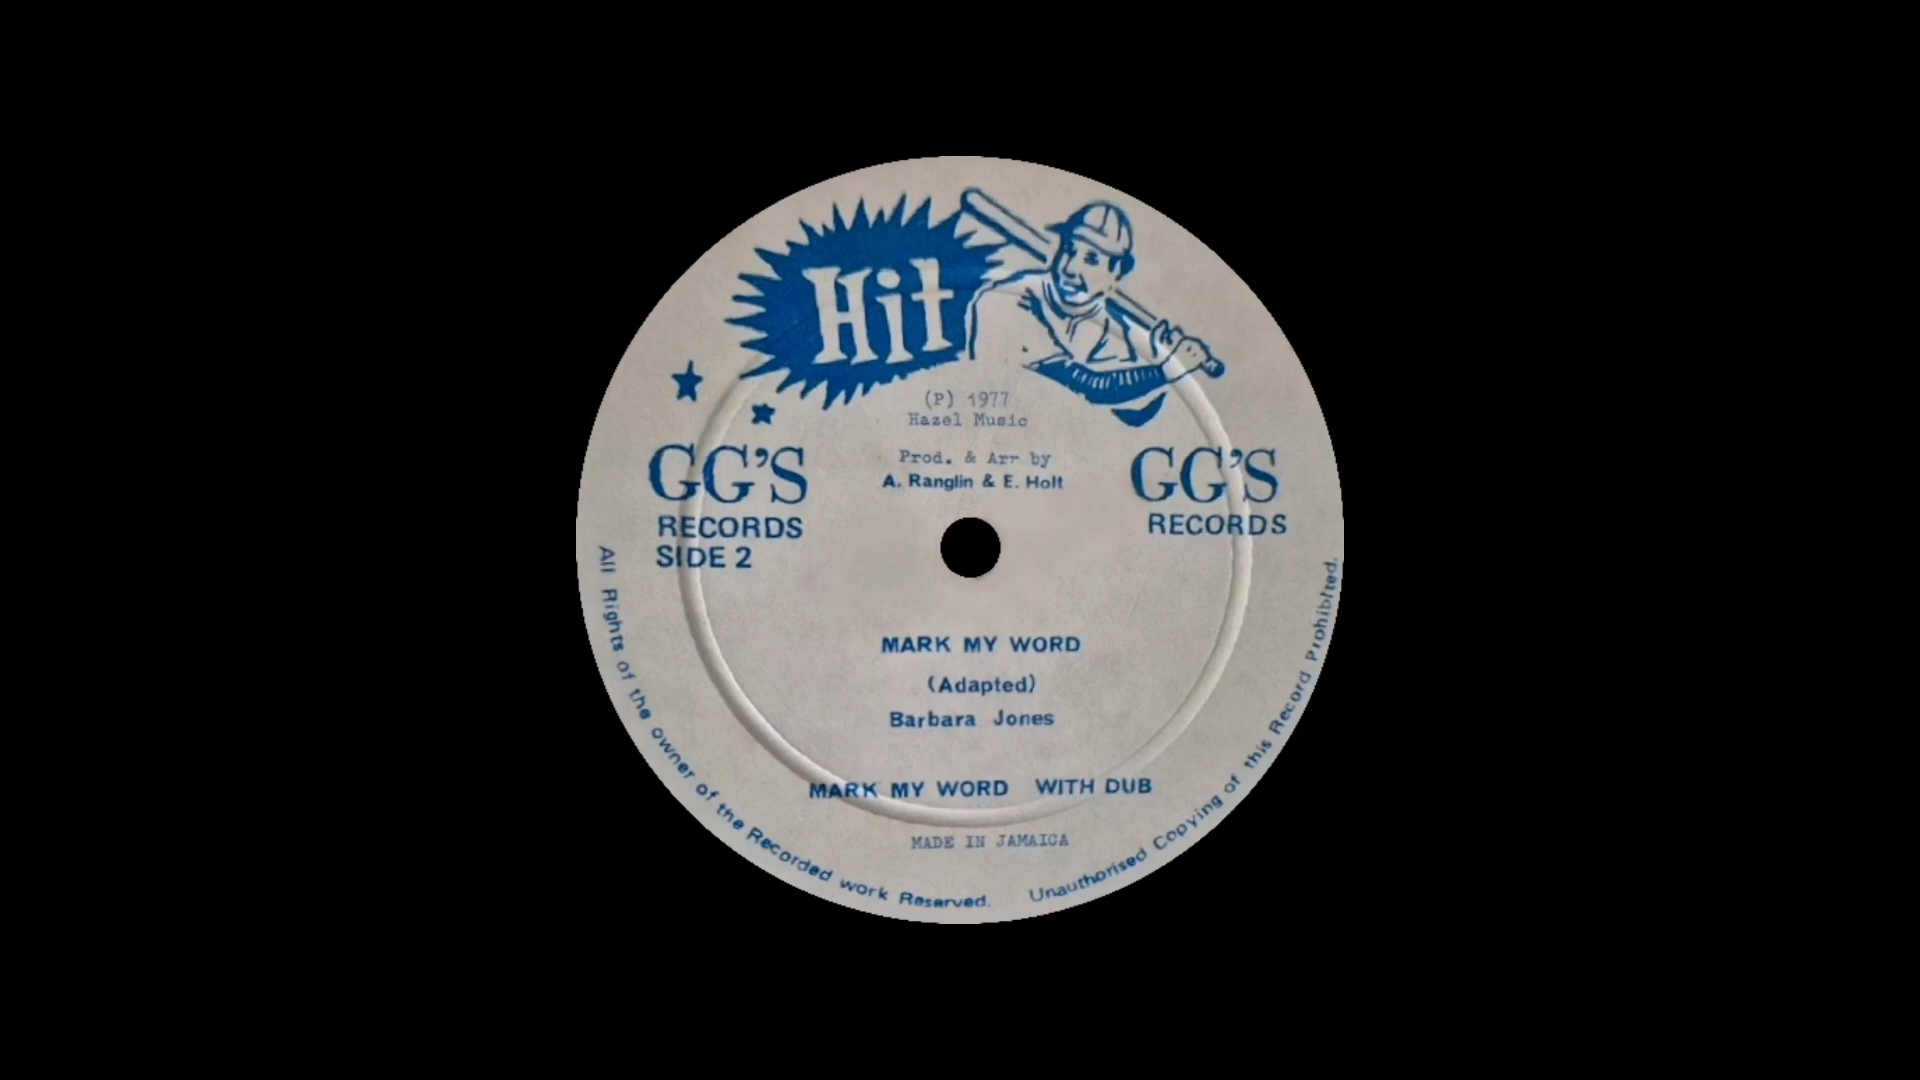 Hit
(P) 1977
Hazel Music
Prod. & Arr by
A. Ranglin & E. Holt
GG'S
RECORDS
SIDE 2
GG'S
RECORDS
MARK MY WORD
(Adapted)
Barbara Jones
MARK MY WORD WITH DUB
MADE IN JAMAICA
All Rights of the owner of the Recorded work Reserved. Unauthorised Copying of this Record Prohibited.